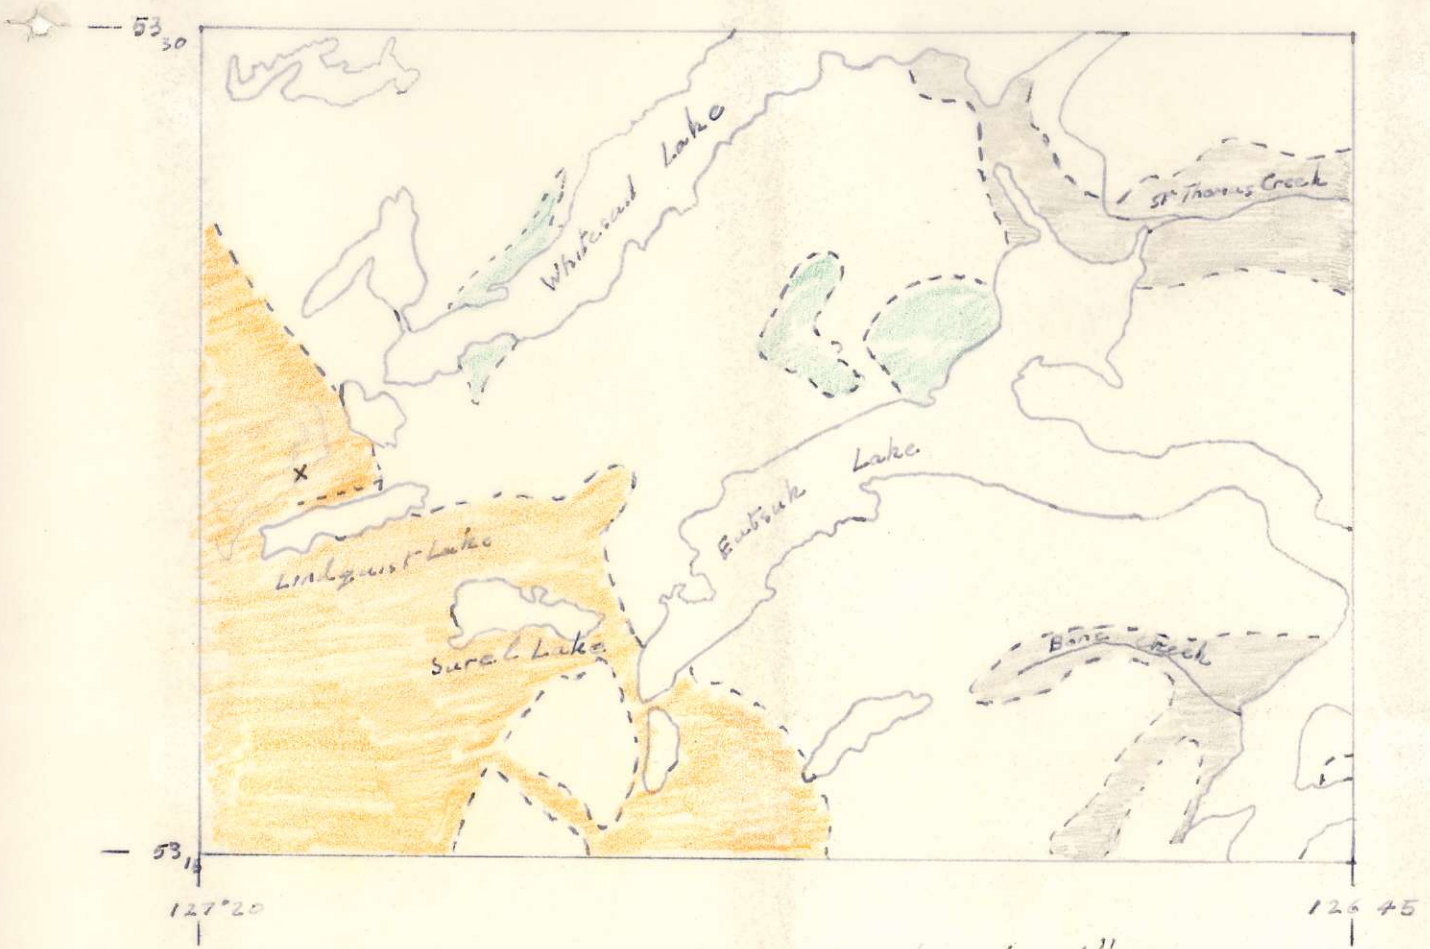 53
30
Whitesail Lake
St Thomas Creek
Eutsuk Lake
x
Lindquist Lake
Surel Lake
Bone Creek
53
15
127°20
126 45